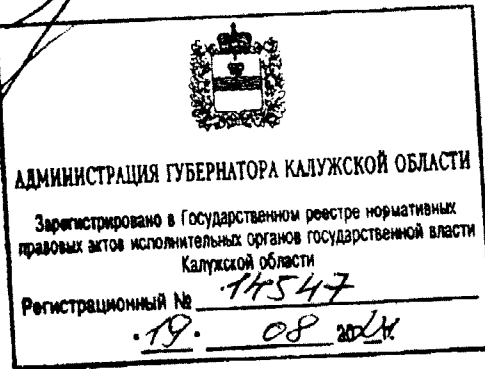 АДМИНИСТРАЦИЯ ГУБЕРНАТОРА КАЛУЖСКОЙ ОБЛАСТИ
Зарегистрировано в Государственном реестре нормативных
правовых актов исполнительных органов государственной власти
Калужской области
Регистрационный № 14547
"19" 08 2024г.